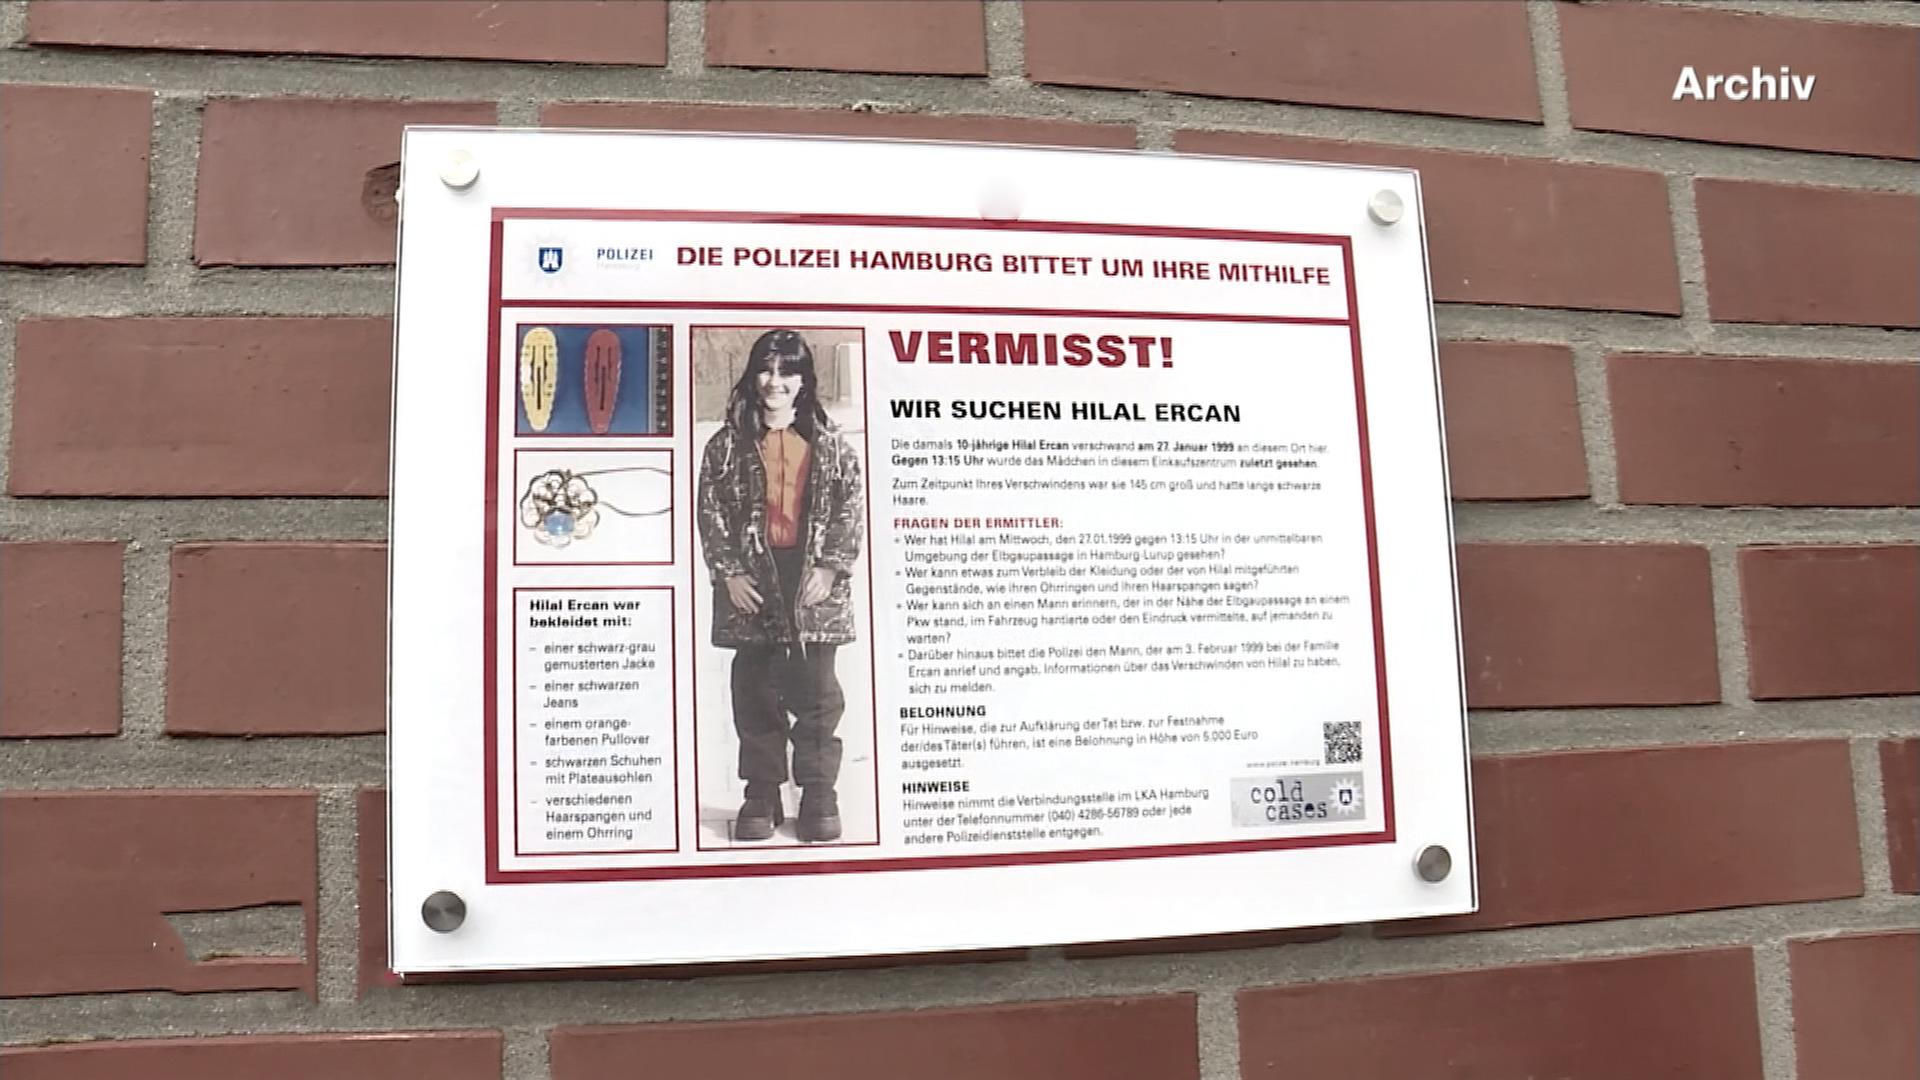 Archiv
POLIZEI
Hamburg
DIE POLIZEI HAMBURG BITTET UM IHRE MITHILFE
VERMISST!
WIR SUCHEN HILAL ERCAN
Die damals 10-jährige Hilal Ercan verschwand am 27. Januar 1999 an diesem Ort hier.
Gegen 13:15 Uhr wurde das Mädchen in diesem Einkaufszentrum zuletzt gesehen.
Zum Zeitpunkt Ihres Verschwindens war sie 145 cm groß und hatte lange schwarze
Haare.
FRAGEN DER ERMITTLER:
• Wer hat Hilal am Mittwoch, den 27.01.1999 gegen 13:15 Uhr in der unmittelbaren
Umgebung der Elbgaupassage in Hamburg-Lurup gesehen?
• Wer kann etwas zum Verbleib der Kleidung oder der von Hilal mitgeführten
Gegenstände, wie ihren Ohrringen und ihren Haarspangen sagen?
• Wer kann sich an einen Mann erinnern, der in der Nähe der Elbgaupassage an einem
Pkw stand, im Fahrzeug hantierte oder den Eindruck vermittelte, auf jemanden zu
warten?
• Darüber hinaus bittet die Polizei den Mann, der am 3. Februar 1999 bei der Familie
Ercan anrief und angab, Informationen über das Verschwinden von Hilal zu haben,
sich zu melden.
BELOHNUNG
Für Hinweise, die zur Aufklärung der Tat bzw. zur Festnahme
der/des Täter(s) führen, ist eine Belohnung in Höhe von 5.000 Euro
ausgesetzt.
HINWEISE
Hinweise nimmt die Verbindungsstelle im LKA Hamburg
unter der Telefonnummer (040) 4286-56789 oder jede
andere Polizeidienststelle entgegen.
www.polizei.hamburg
cold
cases
Hilal Ercan war
bekleidet mit:
– einer schwarz-grau
gemusterten Jacke
– einer schwarzen
Jeans
– einem orange-
farbenen Pullover
– schwarzen Schuhen
mit Plateausohlen
– verschiedenen
Haarspangen und
einem Ohrring